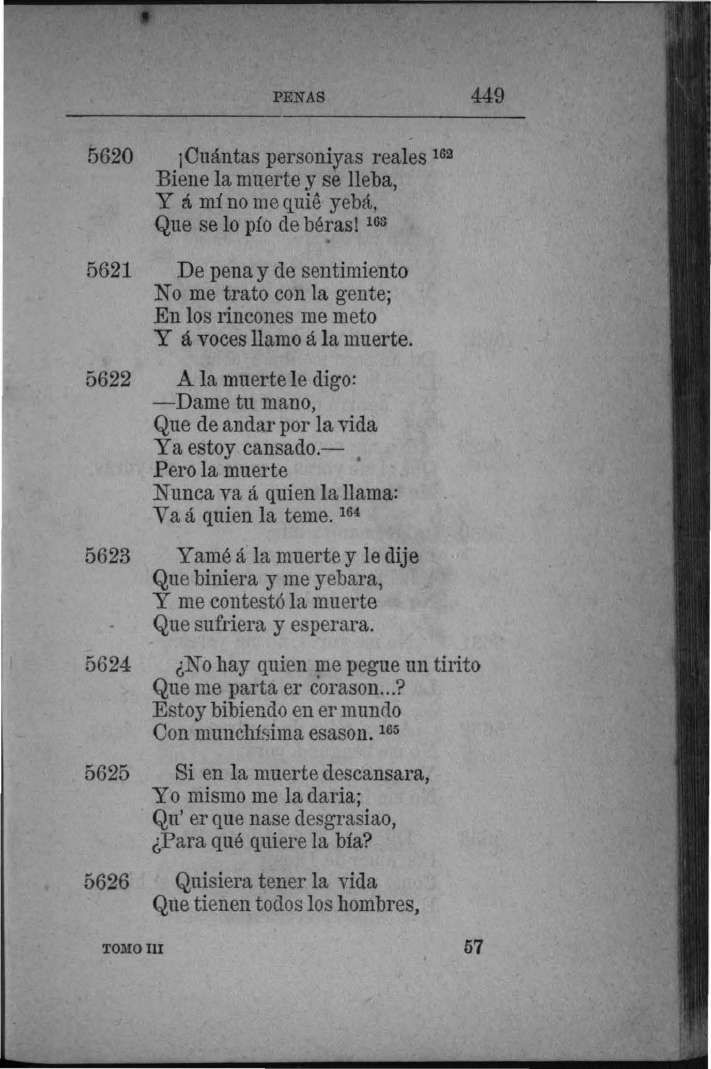 PENAS 449
5620 ¡Cuántas personiyas reales 162
Biene la muerte y se lleba,
Y á mí no me quiê yebá,
Que se lo pío de béras! 163
5621 De pena y de sentimiento
No me trato con la gente;
En los rincones me meto
Y á voces llamo á la muerte.
5622 A la muerte le digo:
—Dame tu mano,
Que de andar por la vida
Ya estoy cansado.—
Pero la muerte
Nunca va á quien la llama:
Va á quien la teme. 164
5623 Yamé á la muerte y le dije
Que biniera y me yebara,
Y me contestó la muerte
Que sufriera y esperara.
5624 ¿No hay quien me pegue un tirito
Que me parta er corason...?
Estoy bibiendo en er mundo
Con munchísima esason. 165
5625 Si en la muerte descansara,
Yo mismo me la daria;
Qu' er que nase desgrasiao,
¿Para qué quiere la bía?
5626 Quisiera tener la vida
Que tienen todos los hombres,
TOMO III 57